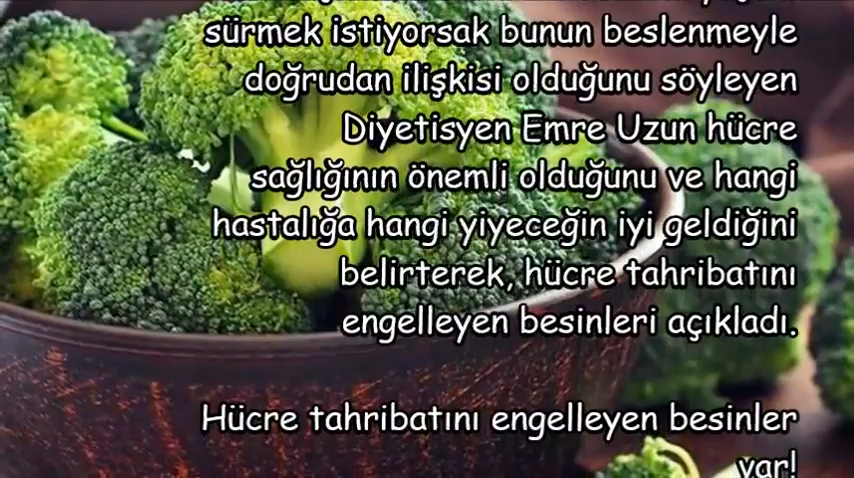 sürmek istiyorsak bunun beslenmeyle
doğrudan ilişkisi olduğunu söyleyen
Diyetisyen Emre Uzun hücre
sağlığının önemli olduğunu ve hangi
hastalığa hangi yiyeceğin iyi geldiğini
belirterek, hücre tahribatını
engelleyen besinleri açıkladı.
Hücre tahribatını engelleyen besinler
var!